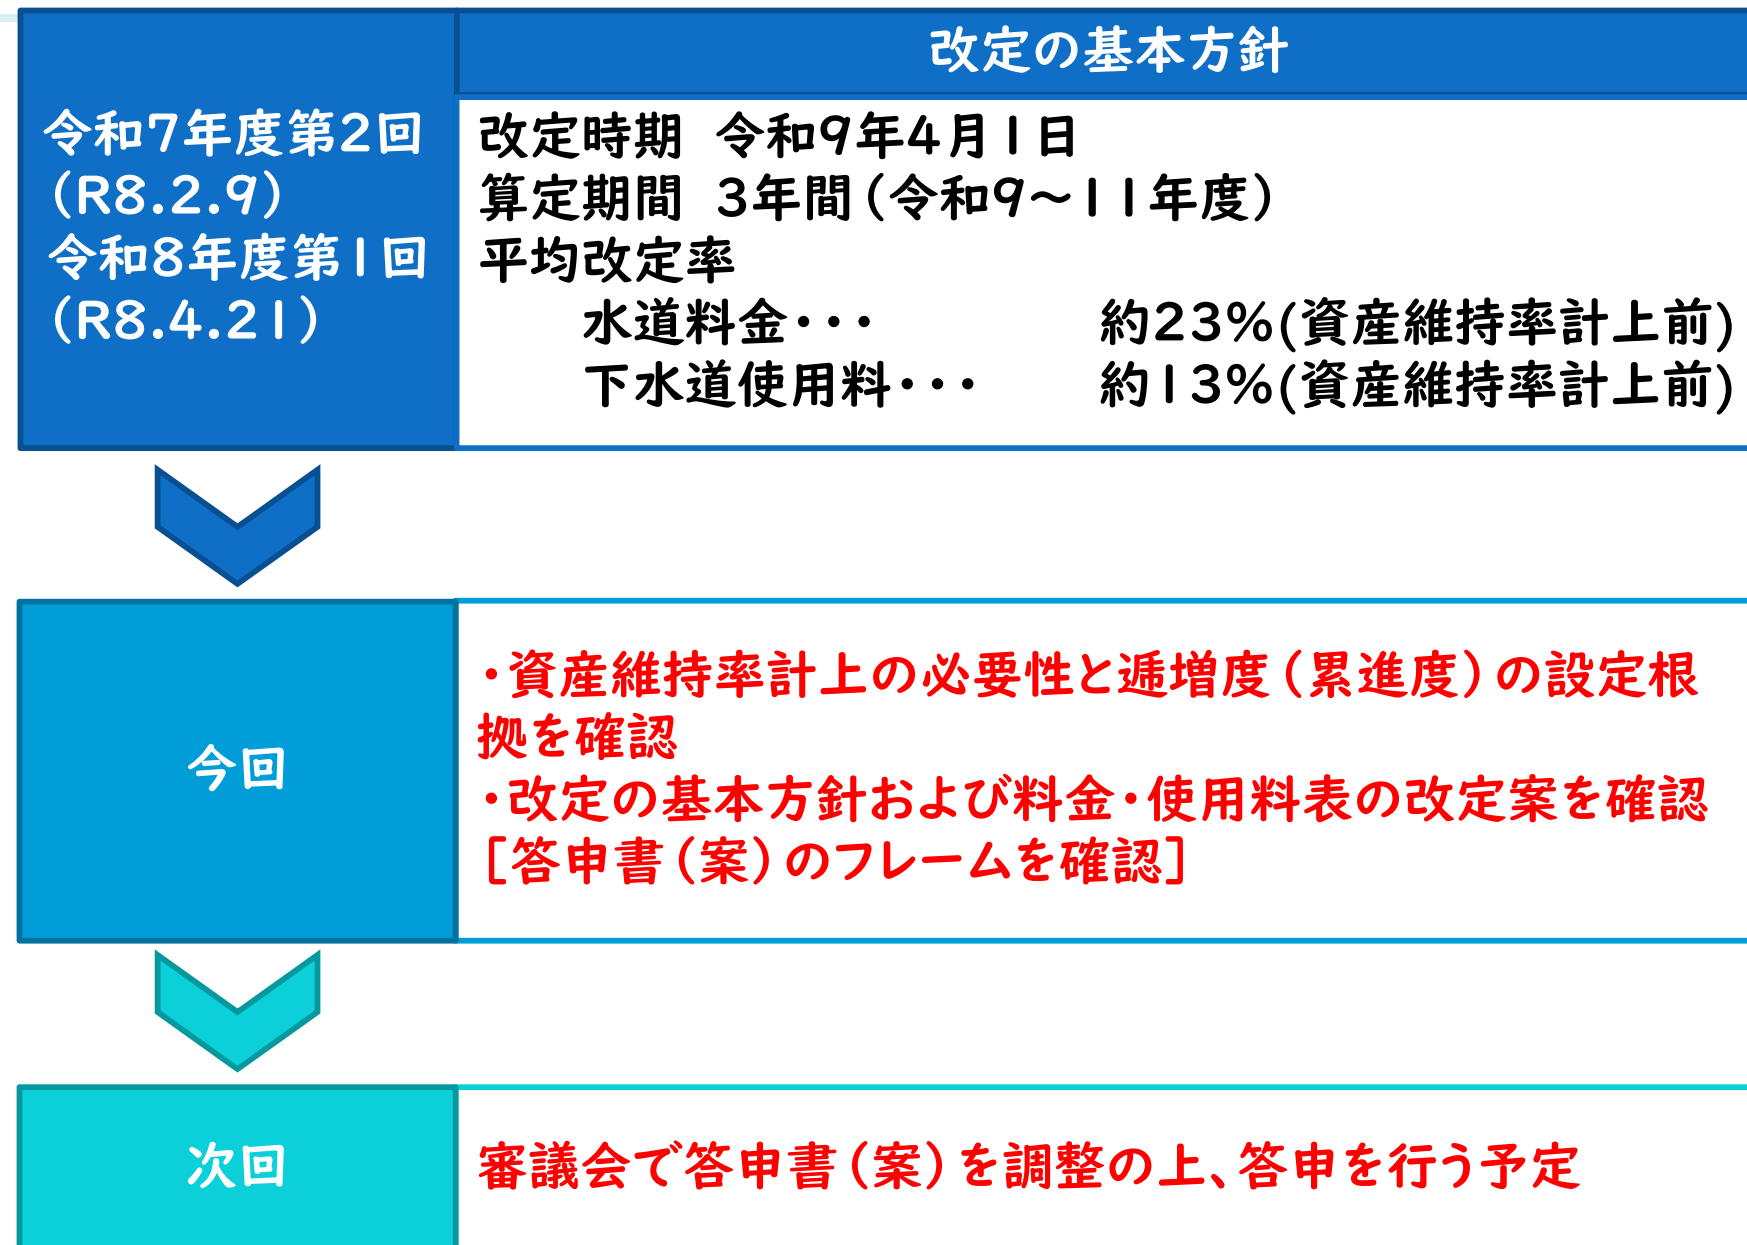 改定の基本方針
令和7年度第2回
(R8.2.9)
令和8年度第1回
(R8.4.21)
改定時期 令和9年4月1日
算定期間 3年間(令和9~11年度)
平均改定率
水道料金・・・ 約23%(資産維持率計上前)
下水道使用料・・・ 約13%(資産維持率計上前)
今回
・資産維持率計上の必要性と逓増度(累進度)の設定根
拠を確認
・改定の基本方針および料金・使用料表の改定案を確認
[答申書(案)のフレームを確認]
次回
審議会で答申書(案)を調整の上、答申を行う予定